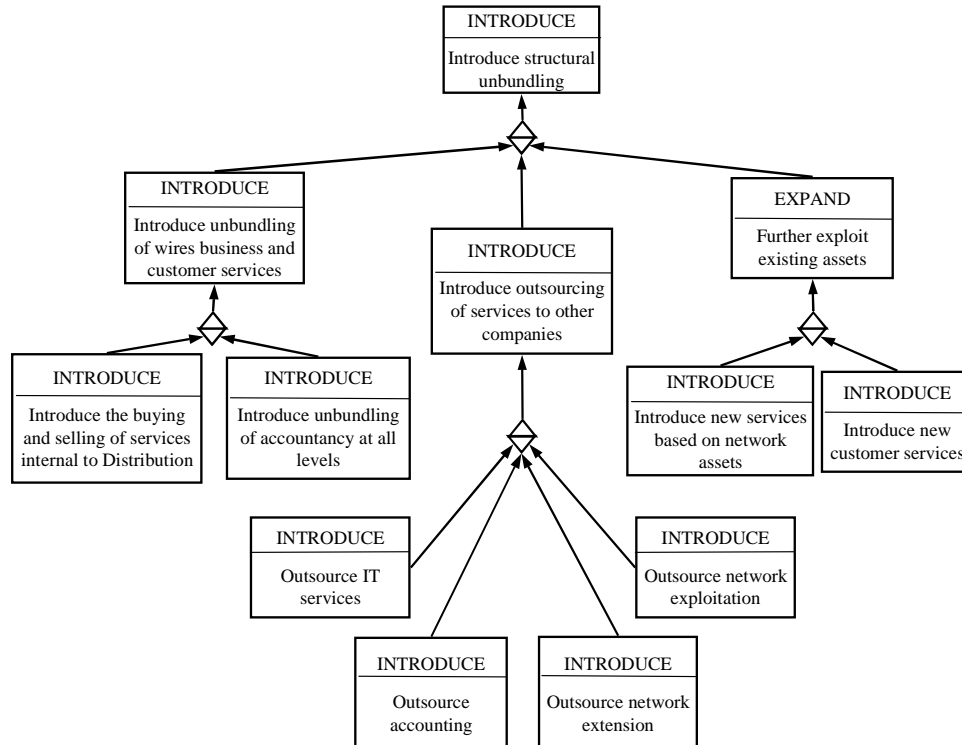 INTRODUCE
Introduce structural
unbundling
INTRODUCE
Introduce unbundling
of wires business and
customer services
INTRODUCE
Introduce outsourcing
of services to other
companies
EXPAND
Further exploit
existing assets
INTRODUCE
Introduce the buying
and selling of services
internal to Distribution
INTRODUCE
Introduce unbundling
of accountancy at all
levels
INTRODUCE
Introduce new services
based on network
assets
INTRODUCE
Introduce new
customer services
INTRODUCE
Outsource IT
services
INTRODUCE
Outsource
accounting
INTRODUCE
Outsource network
extension
INTRODUCE
Outsource network
exploitation